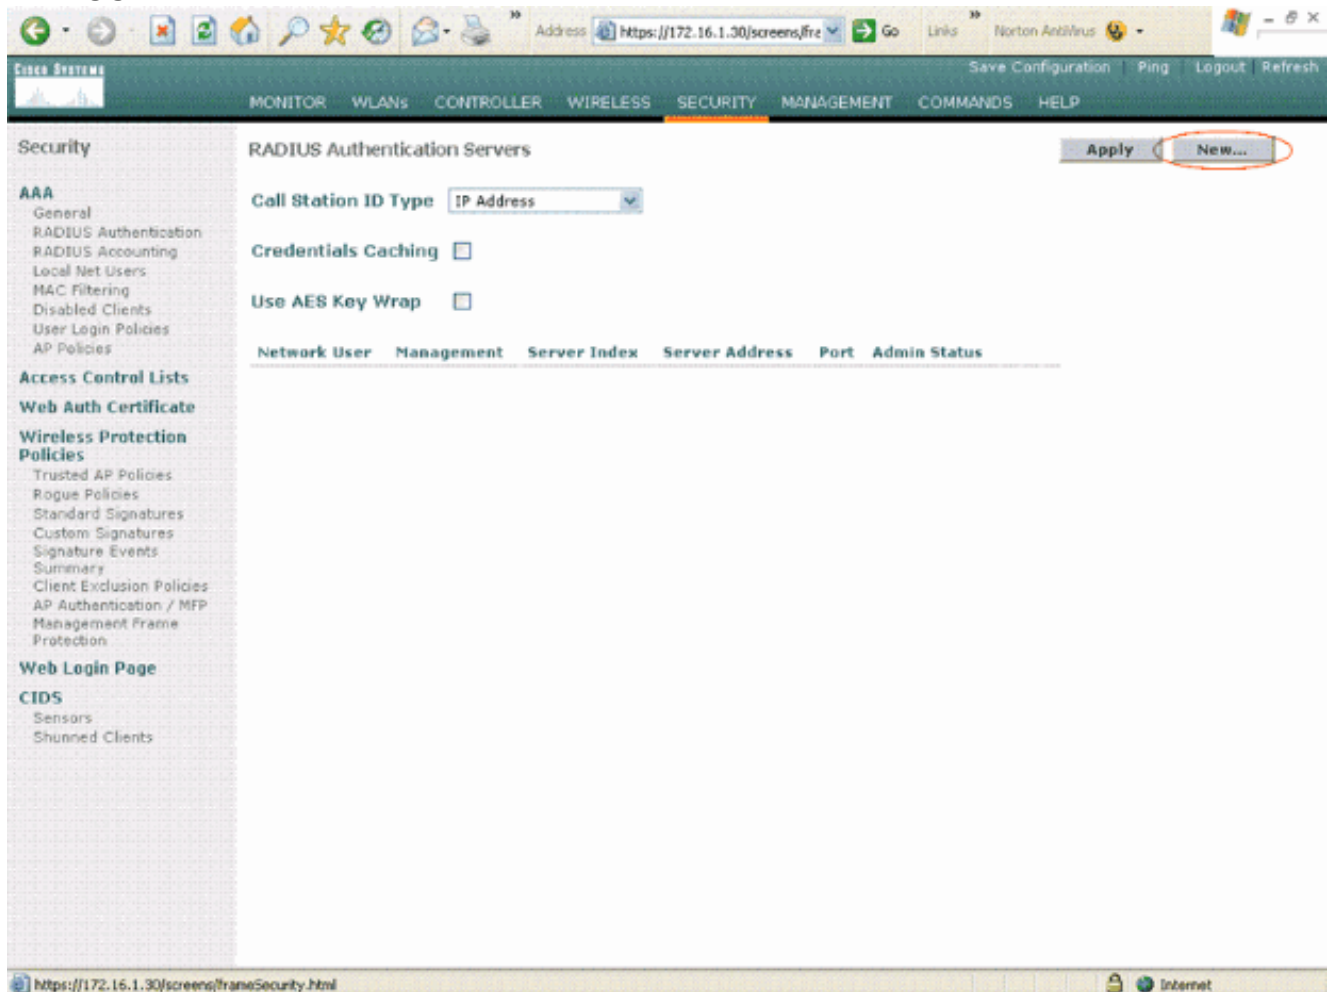 »
Address https://172.16.1.30/screens/fra Go Links » Norton AntiVirus
CISCO SYSTEMS
Save Configuration Ping Logout Refresh
MONITOR WLANs CONTROLLER WIRELESS SECURITY MANAGEMENT COMMANDS HELP
Security
AAA
General
RADIUS Authentication
RADIUS Accounting
Local Net Users
MAC Filtering
Disabled Clients
User Login Policies
AP Policies
Access Control Lists
Web Auth Certificate
Wireless Protection
Policies
Trusted AP Policies
Rogue Policies
Standard Signatures
Custom Signatures
Signature Events
Summary
Client Exclusion Policies
AP Authentication / MFP
Management Frame
Protection
Web Login Page
CIDS
Sensors
Shunned Clients
RADIUS Authentication Servers
Apply
New...
Call Station ID Type IP Address
Credentials Caching
Use AES Key Wrap
Network User Management Server Index Server Address Port Admin Status
https://172.16.1.30/screens/frameSecurity.html
Internet